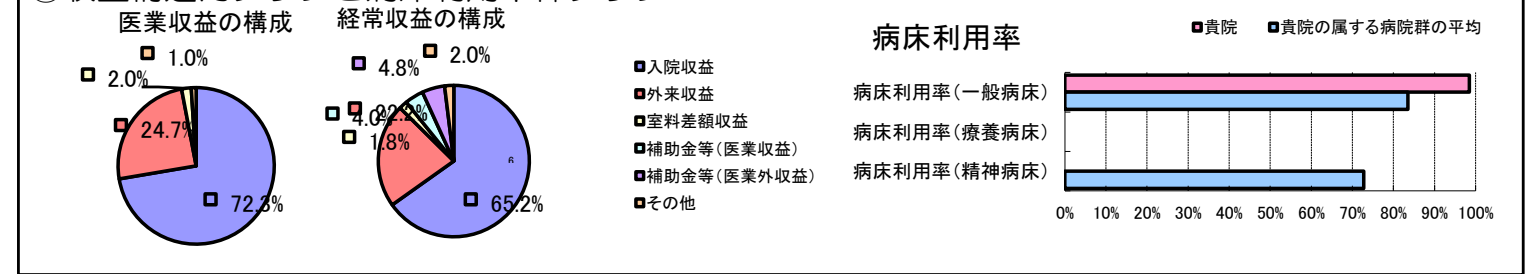 医業収益の構成
1.0%
2.0%
24.7%
72.3%
経常収益の構成
2.0%
4.8%
22.2%
4.0%
1.8%
65.2%
入院収益
外来収益
室料差額収益
補助金等(医業収益)
補助金等(医業外収益)
その他
病床利用率
貴院
貴院の属する病院群の平均
病床利用率(一般病床)
病床利用率(療養病床)
病床利用率(精神病床)
0% 10% 20% 30% 40% 50% 60% 70% 80% 90% 100%